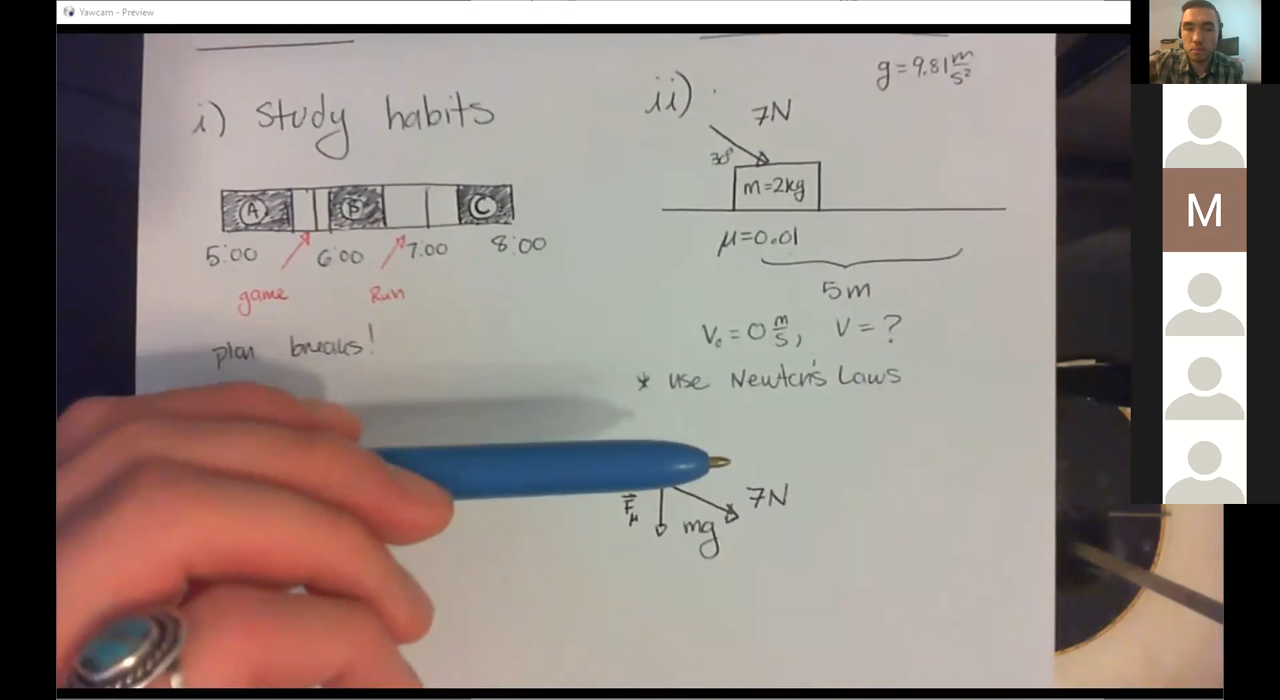 Yawcam - Preview
i) Study habits
A B C
5:00 6:00 7:00 8:00
game Run
plan breaks!
ii)
g = 9.81 m/s²
7N
30°
m=2kg
μ=0.01
5m
V₀ = 0 m/s, V = ?
* use Newton's Laws
F⃗μ mg 7N
M